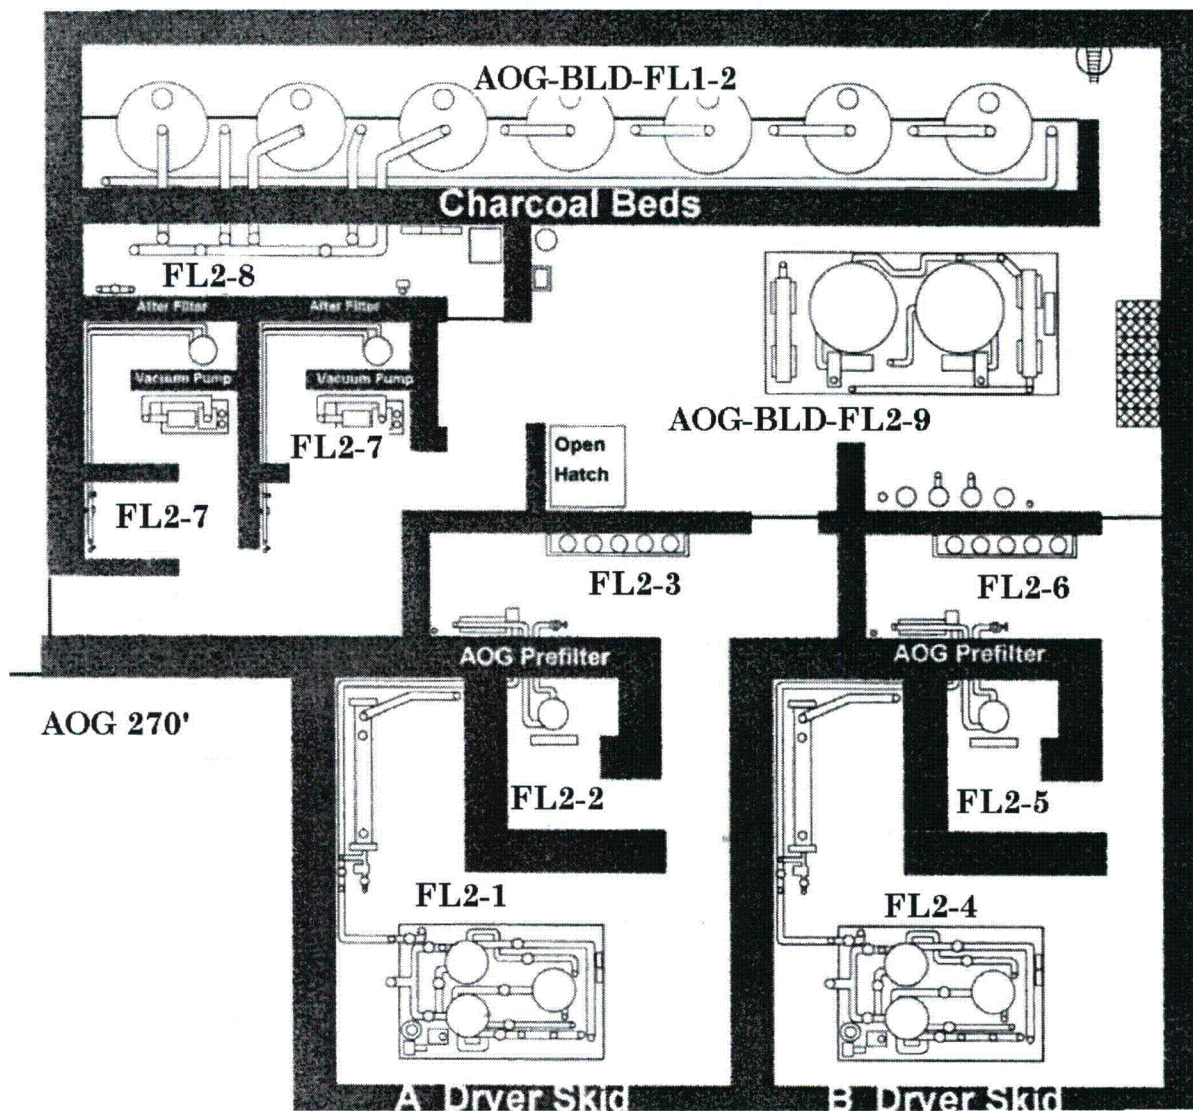 AOG-BLD-FL1-2
Charcoal Beds
FL2-8
After Filter
After Filter
Vacuum Pump
Vacuum Pump
AOG-BLD-FL2-9
FL2-7
Open
Hatch
FL2-7
FL2-3
FL2-6
AOG Prefilter
AOG Prefilter
AOG 270'
FL2-2
FL2-5
FL2-1
FL2-4
A Dryer Skid
B Dryer Skid